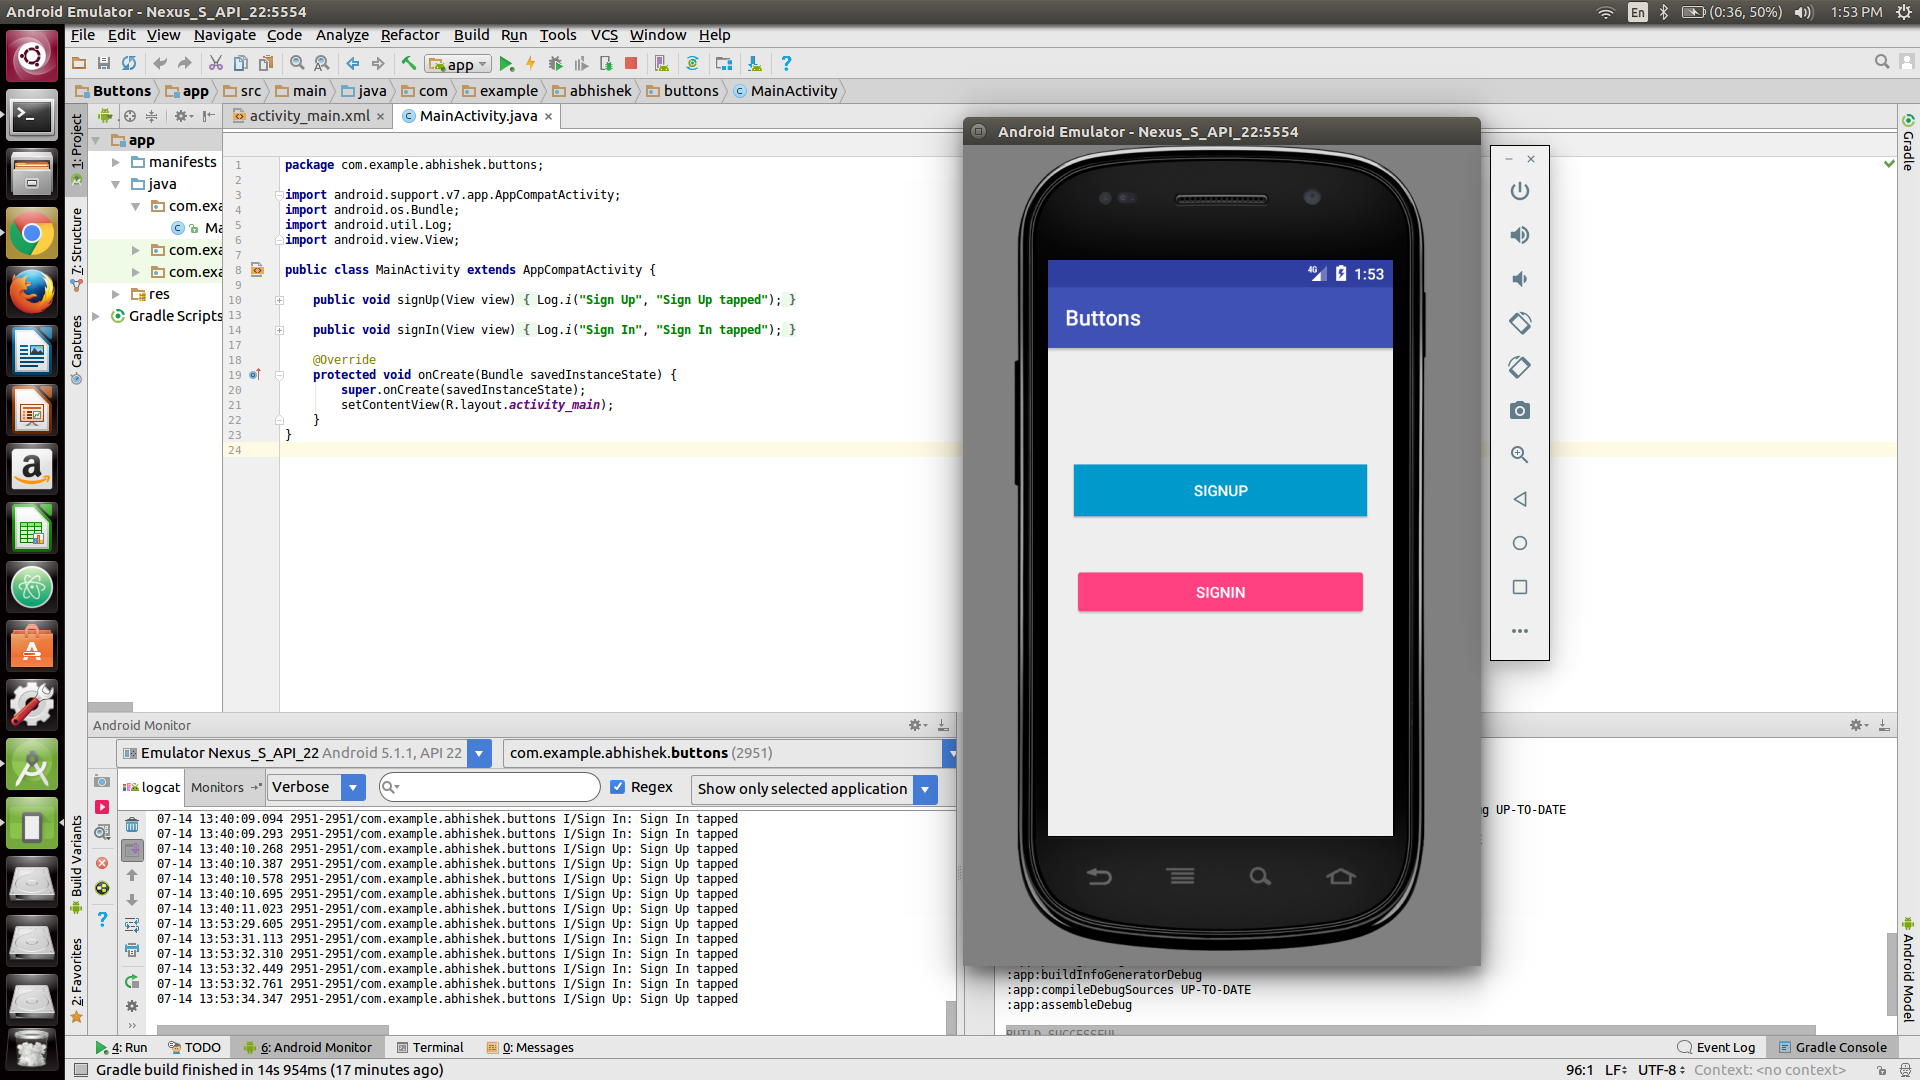 Android Emulator - Nexus_S_API_22:5554
En
(0:36, 50%)
1:53 PM
File Edit View Navigate Code Analyze Refactor Build Run Tools VCS Window Help
app
Buttons app src main java com example abhishek buttons MainActivity
1: Project
7: Structure
Captures
Build Variants
2: Favorites
app
manifests
java
com.exa
Ma
com.exa
com.exa
res
Gradle Scripts
activity_main.xml
MainActivity.java
1 package com.example.abhishek.buttons;
2
3 import android.support.v7.app.AppCompatActivity;
4 import android.os.Bundle;
5 import android.util.Log;
6 import android.view.View;
7
8 public class MainActivity extends AppCompatActivity {
9
10 public void signUp(View view) { Log.i("Sign Up", "Sign Up tapped"); }
13
14 public void signIn(View view) { Log.i("Sign In", "Sign In tapped"); }
17
18 @Override
19 protected void onCreate(Bundle savedInstanceState) {
20 super.onCreate(savedInstanceState);
21 setContentView(R.layout.activity_main);
22 }
23 }
24
Android Emulator - Nexus_S_API_22:5554
4G 1:53
Buttons
SIGNUP
SIGNIN
Gradle
Android Model
Android Monitor
Emulator Nexus_S_API_22 Android 5.1.1, API 22
com.example.abhishek.buttons (2951)
logcat
Monitors
Verbose
Regex
Show only selected application
07-14 13:40:09.094 2951-2951/com.example.abhishek.buttons I/Sign In: Sign In tapped
07-14 13:40:09.293 2951-2951/com.example.abhishek.buttons I/Sign In: Sign In tapped
07-14 13:40:10.268 2951-2951/com.example.abhishek.buttons I/Sign Up: Sign Up tapped
07-14 13:40:10.387 2951-2951/com.example.abhishek.buttons I/Sign Up: Sign Up tapped
07-14 13:40:10.578 2951-2951/com.example.abhishek.buttons I/Sign Up: Sign Up tapped
07-14 13:40:10.695 2951-2951/com.example.abhishek.buttons I/Sign Up: Sign Up tapped
07-14 13:40:11.023 2951-2951/com.example.abhishek.buttons I/Sign Up: Sign Up tapped
07-14 13:53:29.605 2951-2951/com.example.abhishek.buttons I/Sign Up: Sign Up tapped
07-14 13:53:31.113 2951-2951/com.example.abhishek.buttons I/Sign In: Sign In tapped
07-14 13:53:32.310 2951-2951/com.example.abhishek.buttons I/Sign In: Sign In tapped
07-14 13:53:32.449 2951-2951/com.example.abhishek.buttons I/Sign In: Sign In tapped
07-14 13:53:32.761 2951-2951/com.example.abhishek.buttons I/Sign In: Sign In tapped
07-14 13:53:34.347 2951-2951/com.example.abhishek.buttons I/Sign Up: Sign Up tapped
g UP-TO-DATE
:app:buildInfoGeneratorDebug
:app:compileDebugSources UP-TO-DATE
:app:assembleDebug
BUILD SUCCESSFUL
4: Run
TODO
6: Android Monitor
Terminal
0: Messages
Event Log
Gradle Console
Gradle build finished in 14s 954ms (17 minutes ago)
96:1 LF UTF-8 Context: <no context>